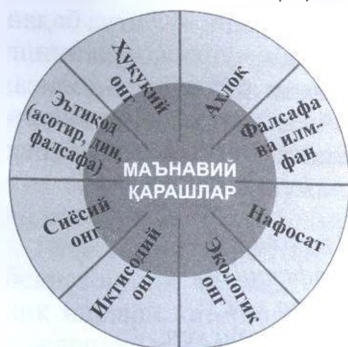 Ҳуқуқий
онг
Ахлоқ
Фалсафа
ва илм-
фан
Нафосат
Экологик
онг
Иқтисодий
онг
Сиёсий
онг
Эътиқод
(асотир, дин,
фалсафа)
МАЪНАВИЙ
ҚАРАШЛАР